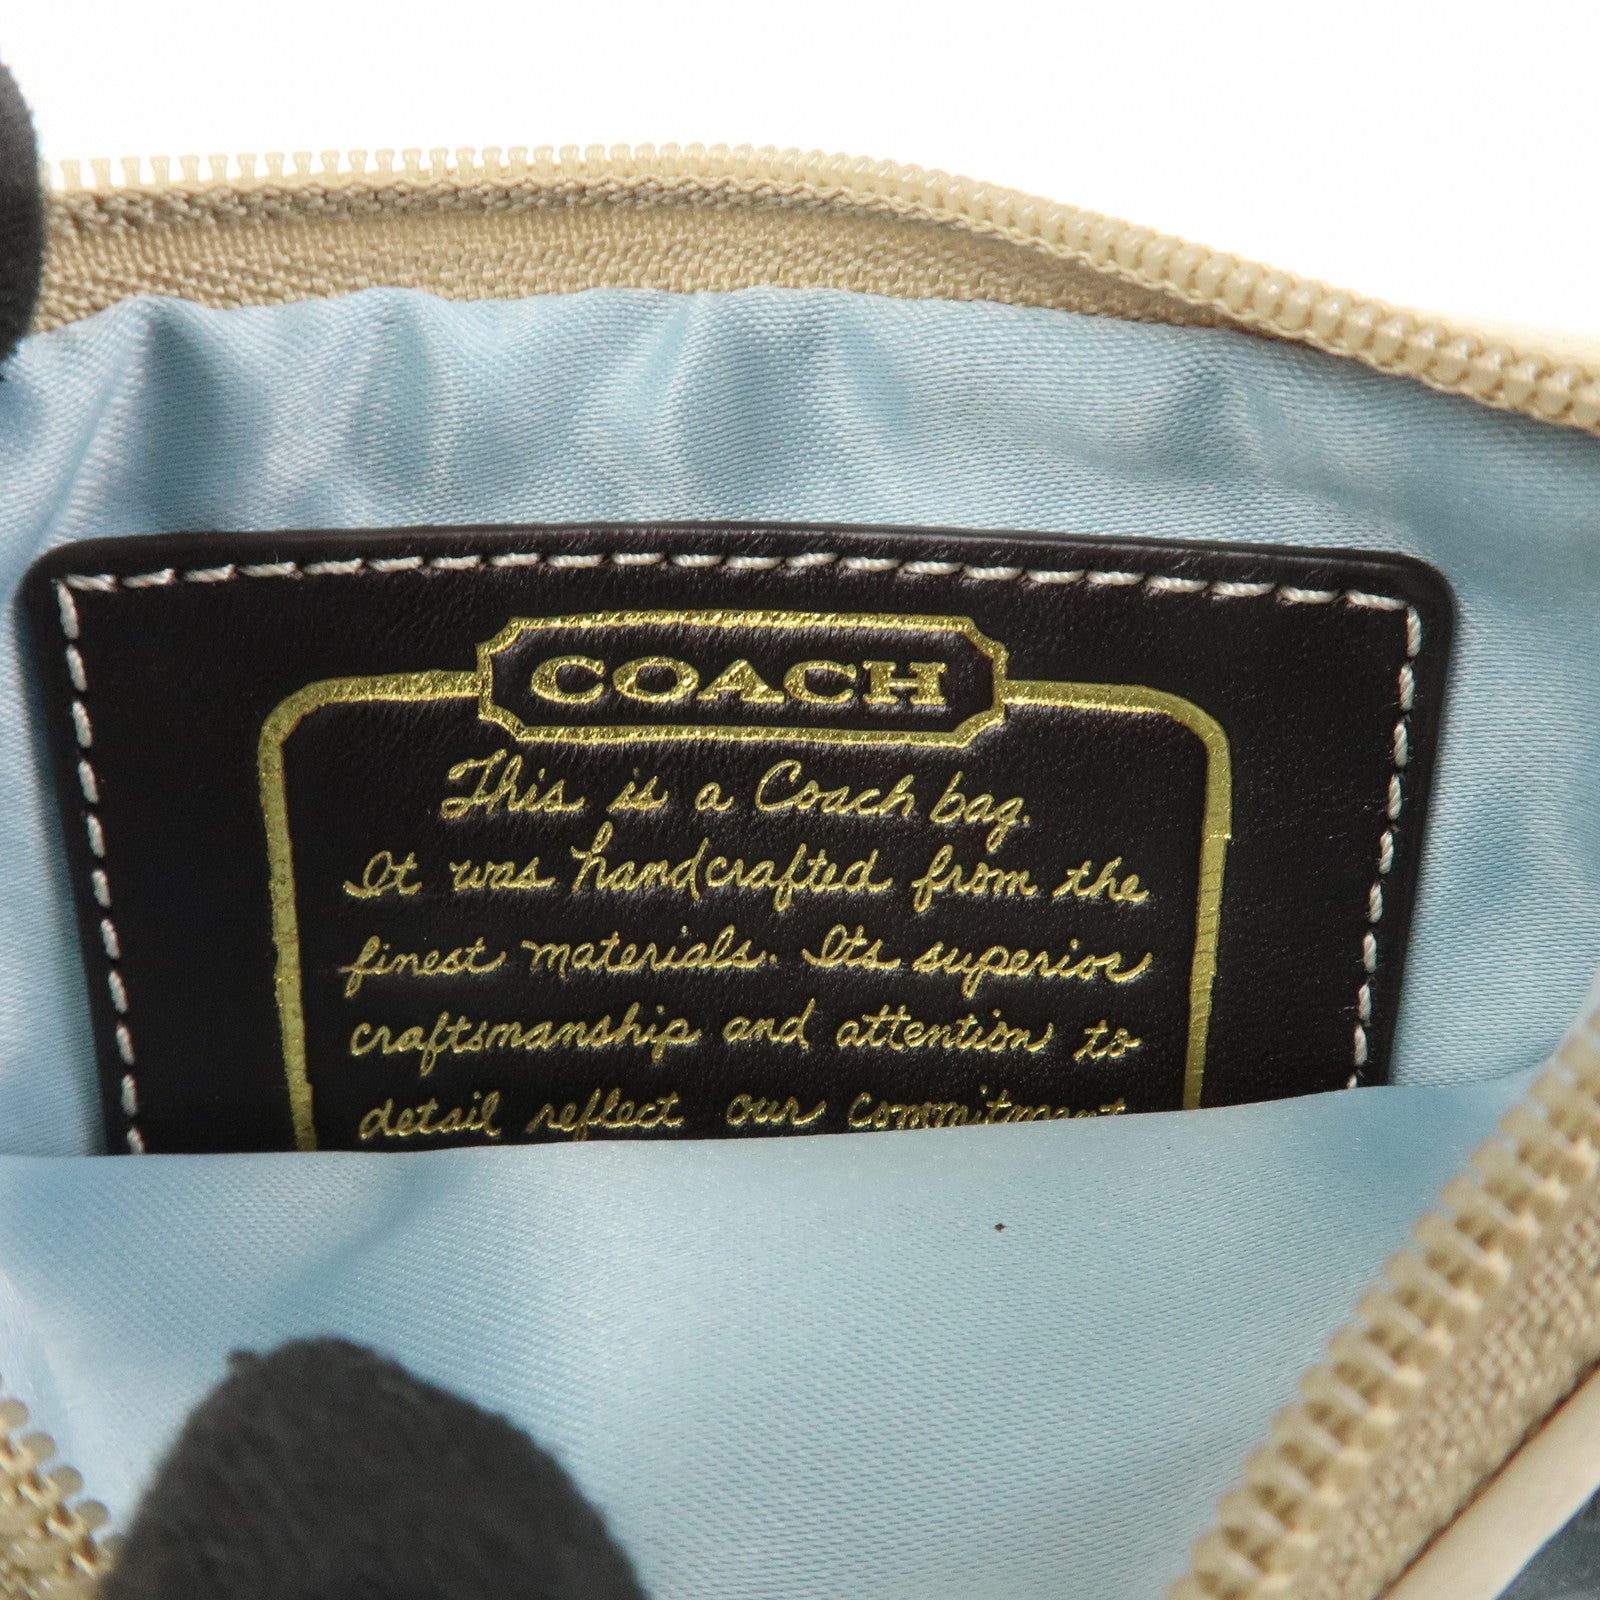 COACH
This is a Coach bag.
It was handcrafted from the
finest materials. Its superior
craftsmanship and attention to
detail reflect our commitment